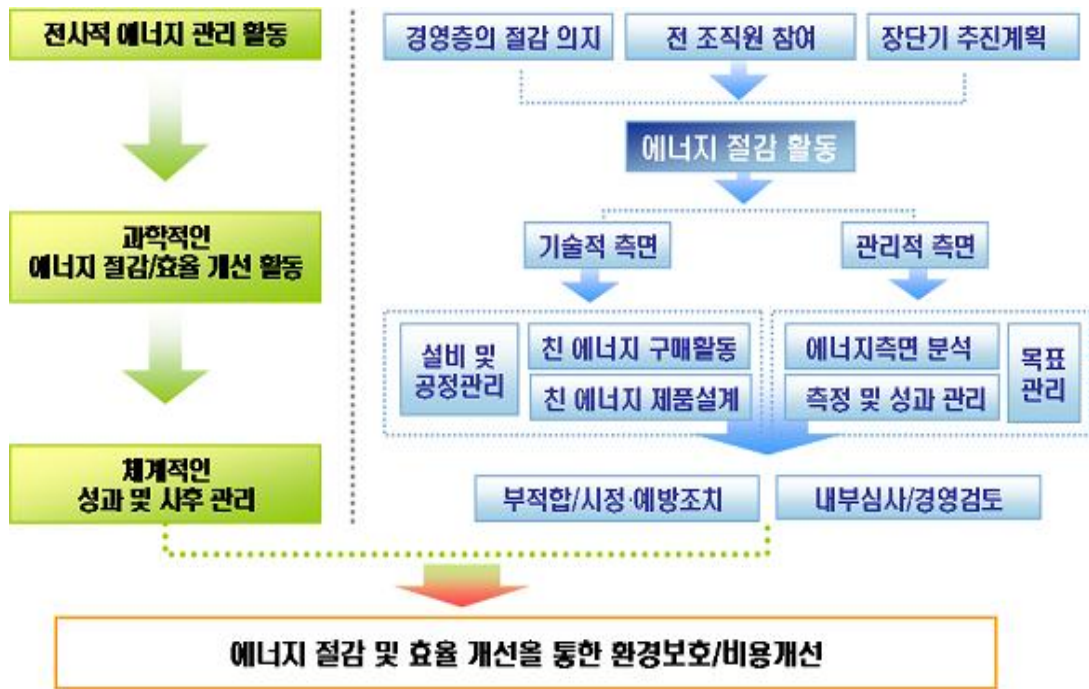 전사적 에너지 관리 활동
과학적인
에너지 절감/효율 개선 활동
체계적인
성과 및 사후 관리
경영층의 절감 의지
전 조직원 참여
장단기 추진계획
에너지 절감 활동
기술적 측면
관리적 측면
설비 및
공정관리
친 에너지 구매활동
친 에너지 제품설계
에너지측면 분석
측정 및 성과 관리
목표
관리
부적합/시정·예방조치
내부심사/경영검토
에너지 절감 및 효율 개선을 통한 환경보호/비용개선